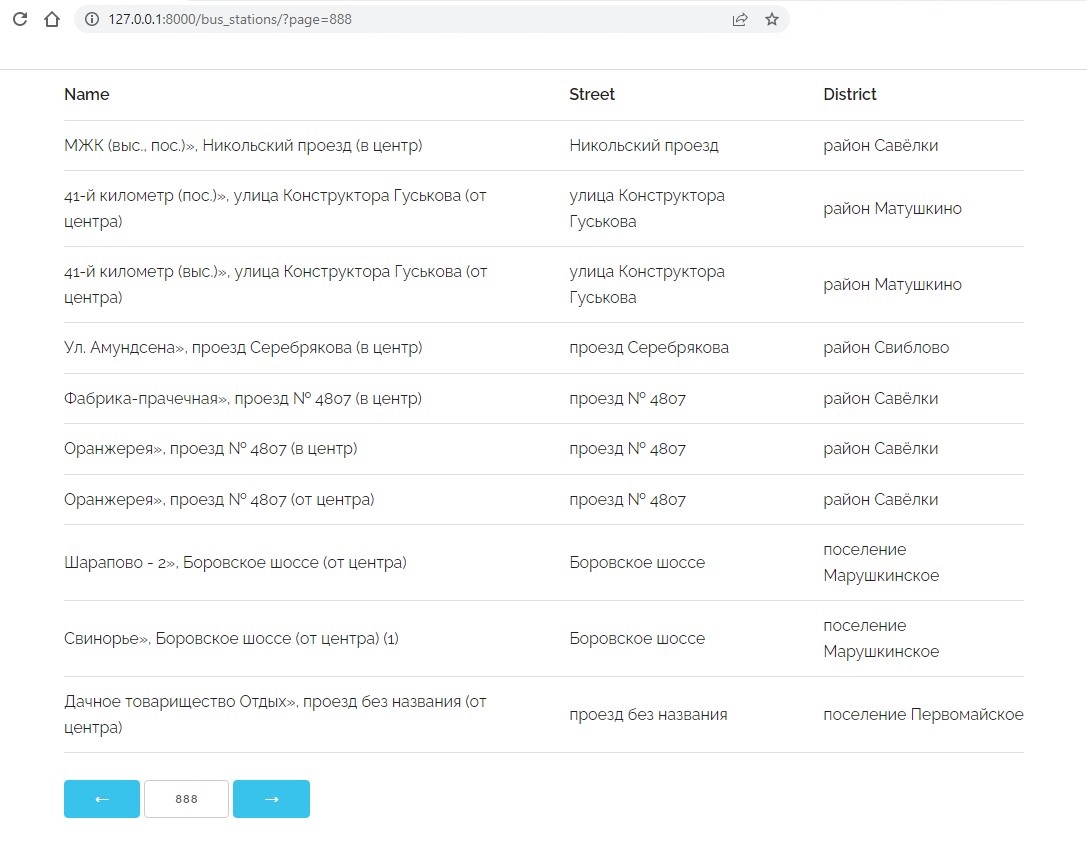 127.0.0.1:8000/bus_stations/?page=888
Name Street District
МЖК (выс., пос.)», Никольский проезд (в центр) Никольский проезд район Савёлки
41-й километр (пос.)», улица Конструктора Гуськова (от
центра)
улица Конструктора
Гуськова
район Матушкино
41-й километр (выс.)», улица Конструктора Гуськова (от
центра)
улица Конструктора
Гуськова
район Матушкино
Ул. Амундсена», проезд Серебрякова (в центр) проезд Серебрякова район Свиблово
Фабрика-прачечная», проезд № 4807 (в центр) проезд № 4807 район Савёлки
Оранжерея», проезд № 4807 (в центр) проезд № 4807 район Савёлки
Оранжерея», проезд № 4807 (от центра) проезд № 4807 район Савёлки
Шарапово - 2», Боровское шоссе (от центра) Боровское шоссе
поселение
Марушкинское
Свинорье», Боровское шоссе (от центра) (1) Боровское шоссе
поселение
Марушкинское
Дачное товарищество Отдых», проезд без названия (от
центра)
проезд без названия
поселение Первомайское
← 888 →